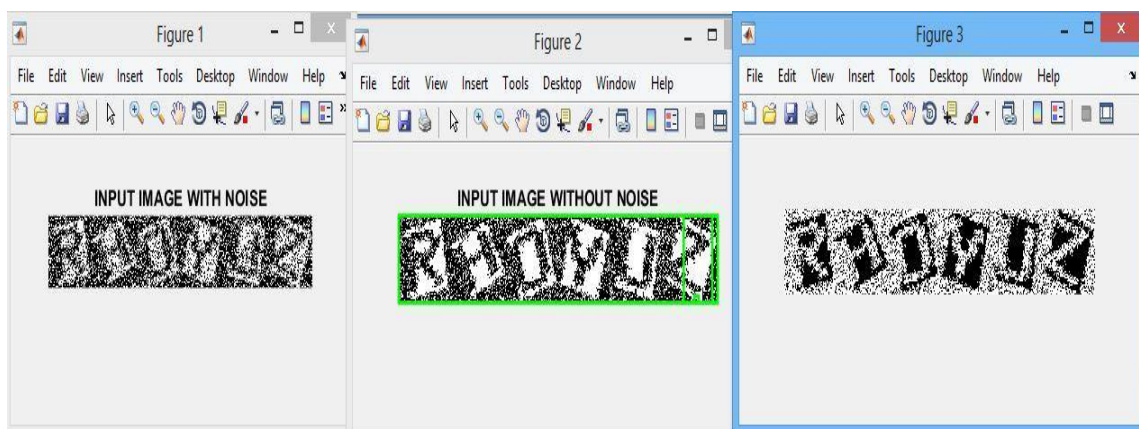 Figure 1
File Edit View Insert Tools Desktop Window Help
INPUT IMAGE WITH NOISE
Figure 2
File Edit View Insert Tools Desktop Window Help
INPUT IMAGE WITHOUT NOISE
Figure 3
File Edit View Insert Tools Desktop Window Help